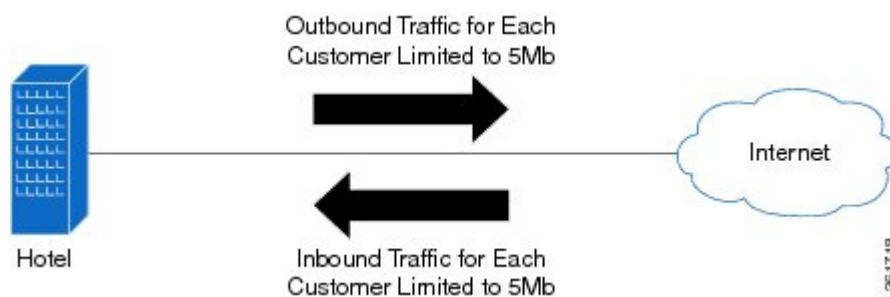 Outbound Traffic for Each
Customer Limited to 5Mb
Internet
Hotel
Inbound Traffic for Each
Customer Limited to 5Mb